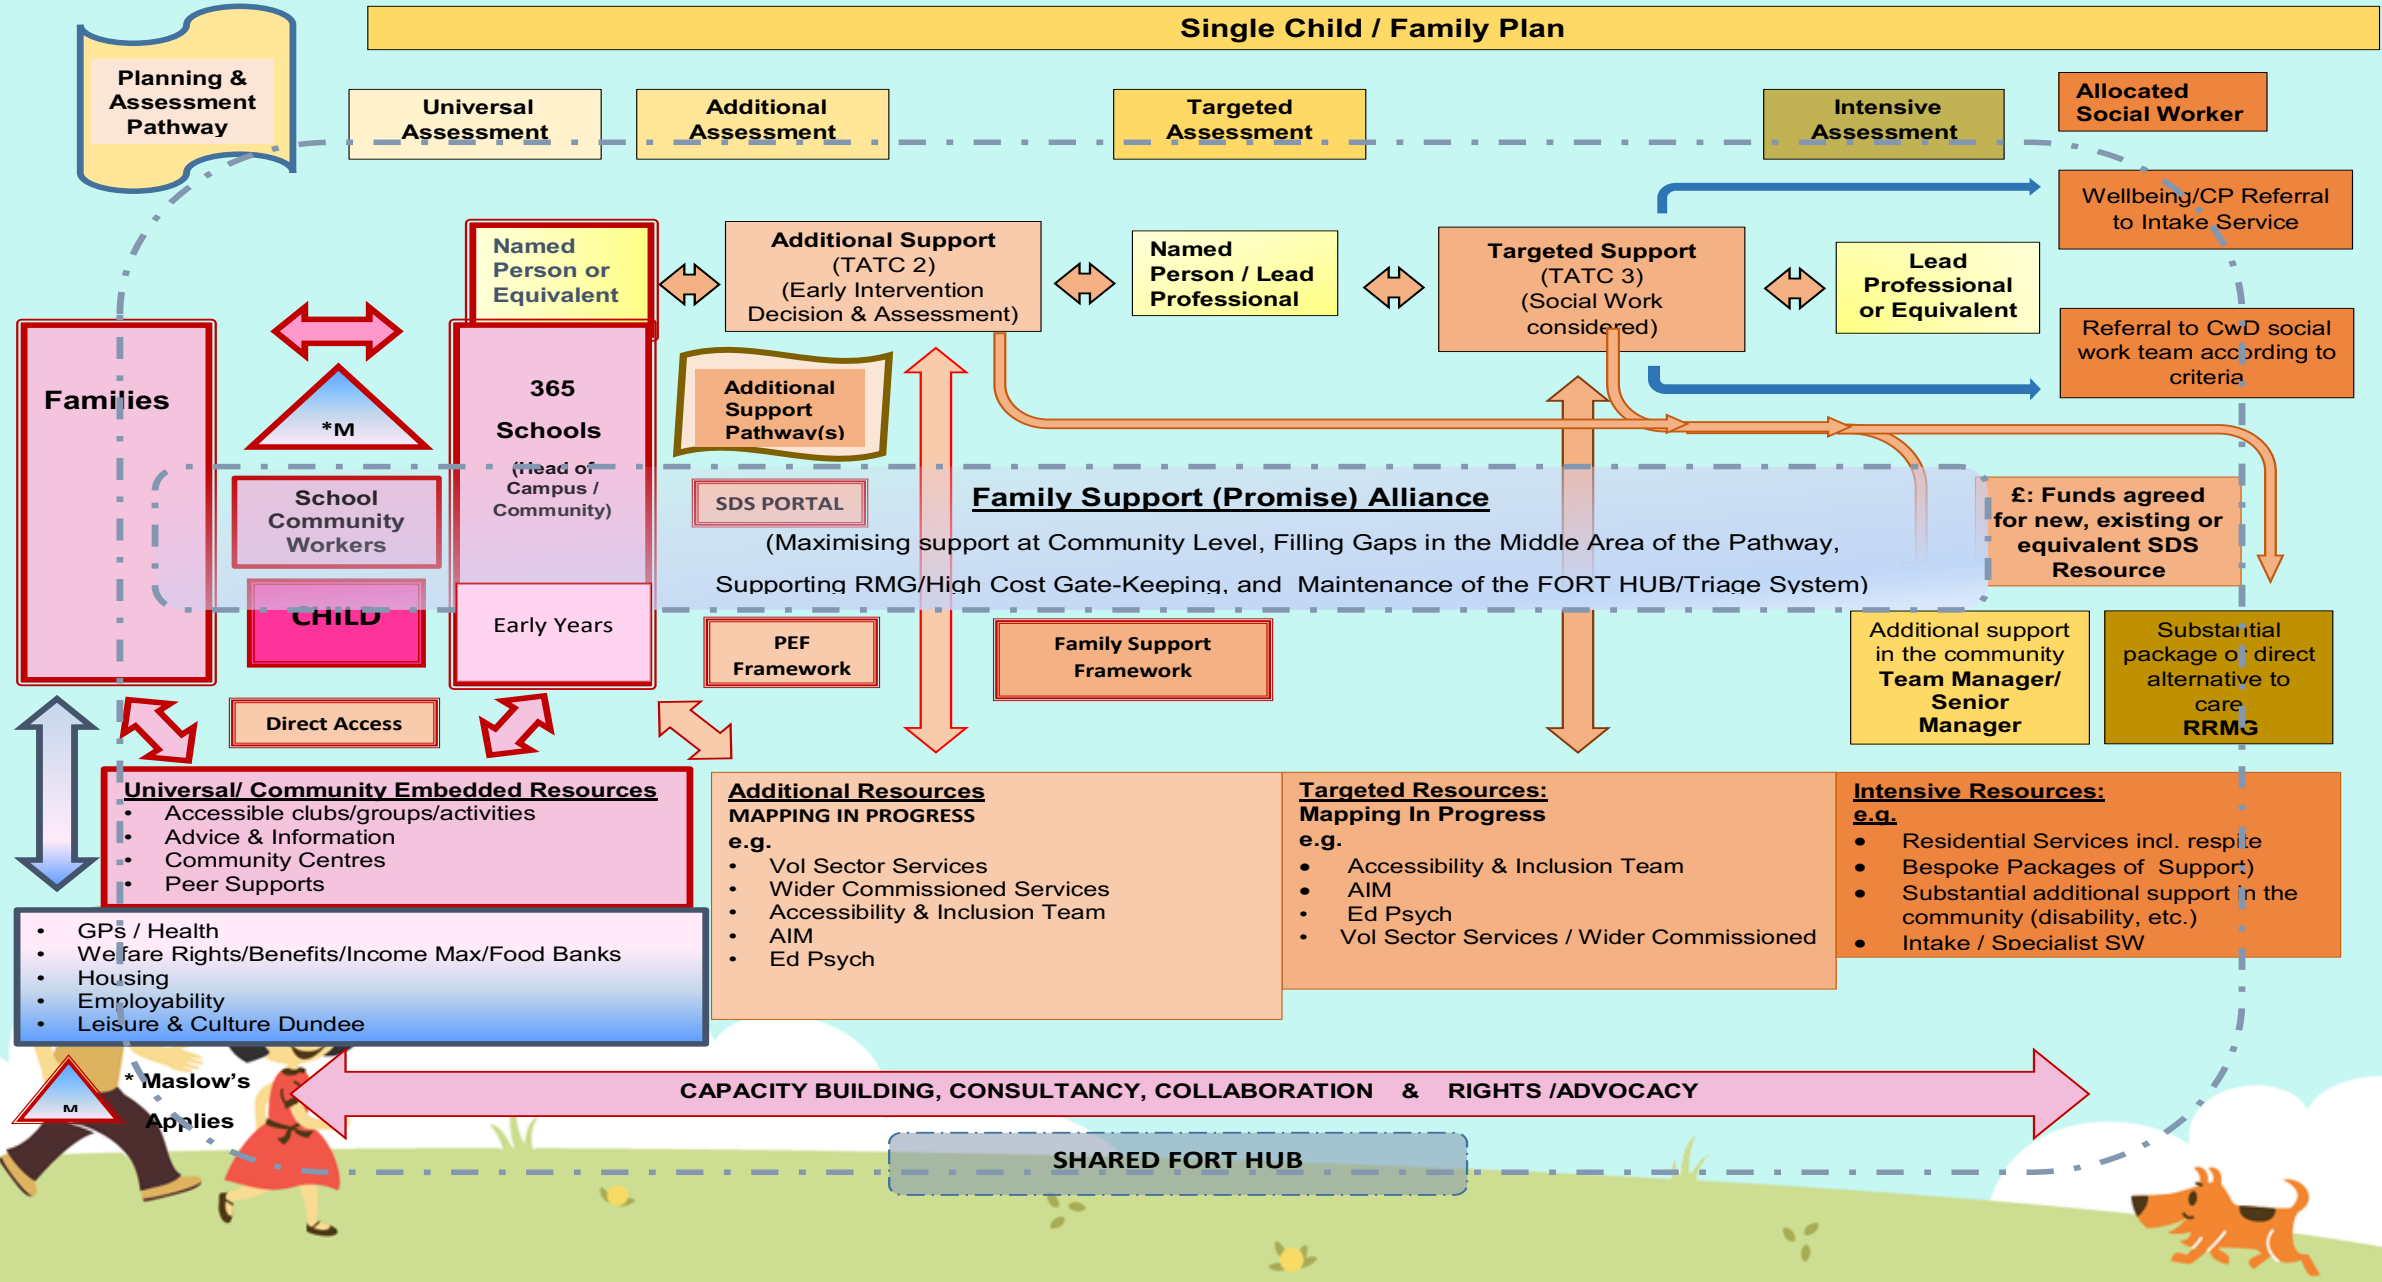 Single Child / Family Plan
Planning &
Assessment
Pathway
Universal
Assessment
Additional
Assessment
Targeted
Assessment
Intensive
Assessment
Allocated
Social Worker
Wellbeing/CP Referral
to Intake Service
Named
Person or
Equivalent
Additional Support
(TATC 2)
(Early Intervention
Decision & Assessment)
Named
Person / Lead
Professional
Targeted Support
(TATC 3)
(Social Work
considered)
Lead
Professional
or Equivalent
Referral to CwD social
work team according to
criteria
Families
*M
365
Schools
(Head of
Campus /
Community)
Additional
Support
Pathway(s)
School
Community
Workers
SDS PORTAL
Family Support (Promise) Alliance
(Maximising support at Community Level, Filling Gaps in the Middle Area of the Pathway,
Supporting RMG/High Cost Gate-Keeping, and Maintenance of the FORT HUB/Triage System)
£: Funds agreed
for new, existing or
equivalent SDS
Resource
CHILD
Early Years
PEF
Framework
Family Support
Framework
Additional support
in the community
Team Manager/
Senior
Manager
Substantial
package or direct
alternative to
care
RRMG
Direct Access
Universal/ Community Embedded Resources
• Accessible clubs/groups/activities
• Advice & Information
• Community Centres
• Peer Supports
• GPs / Health
• Welfare Rights/Benefits/Income Max/Food Banks
• Housing
• Employability
• Leisure & Culture Dundee
Additional Resources
MAPPING IN PROGRESS
e.g.
• Vol Sector Services
• Wider Commissioned Services
• Accessibility & Inclusion Team
• AIM
• Ed Psych
Targeted Resources:
Mapping In Progress
e.g.
• Accessibility & Inclusion Team
• AIM
• Ed Psych
• Vol Sector Services / Wider Commissioned
Intensive Resources:
e.g.
• Residential Services incl. respite
• Bespoke Packages of Support)
• Substantial additional support in the
community (disability, etc.)
• Intake / Specialist SW
M
* Maslow's
Applies
CAPACITY BUILDING, CONSULTANCY, COLLABORATION & RIGHTS /ADVOCACY
SHARED FORT HUB